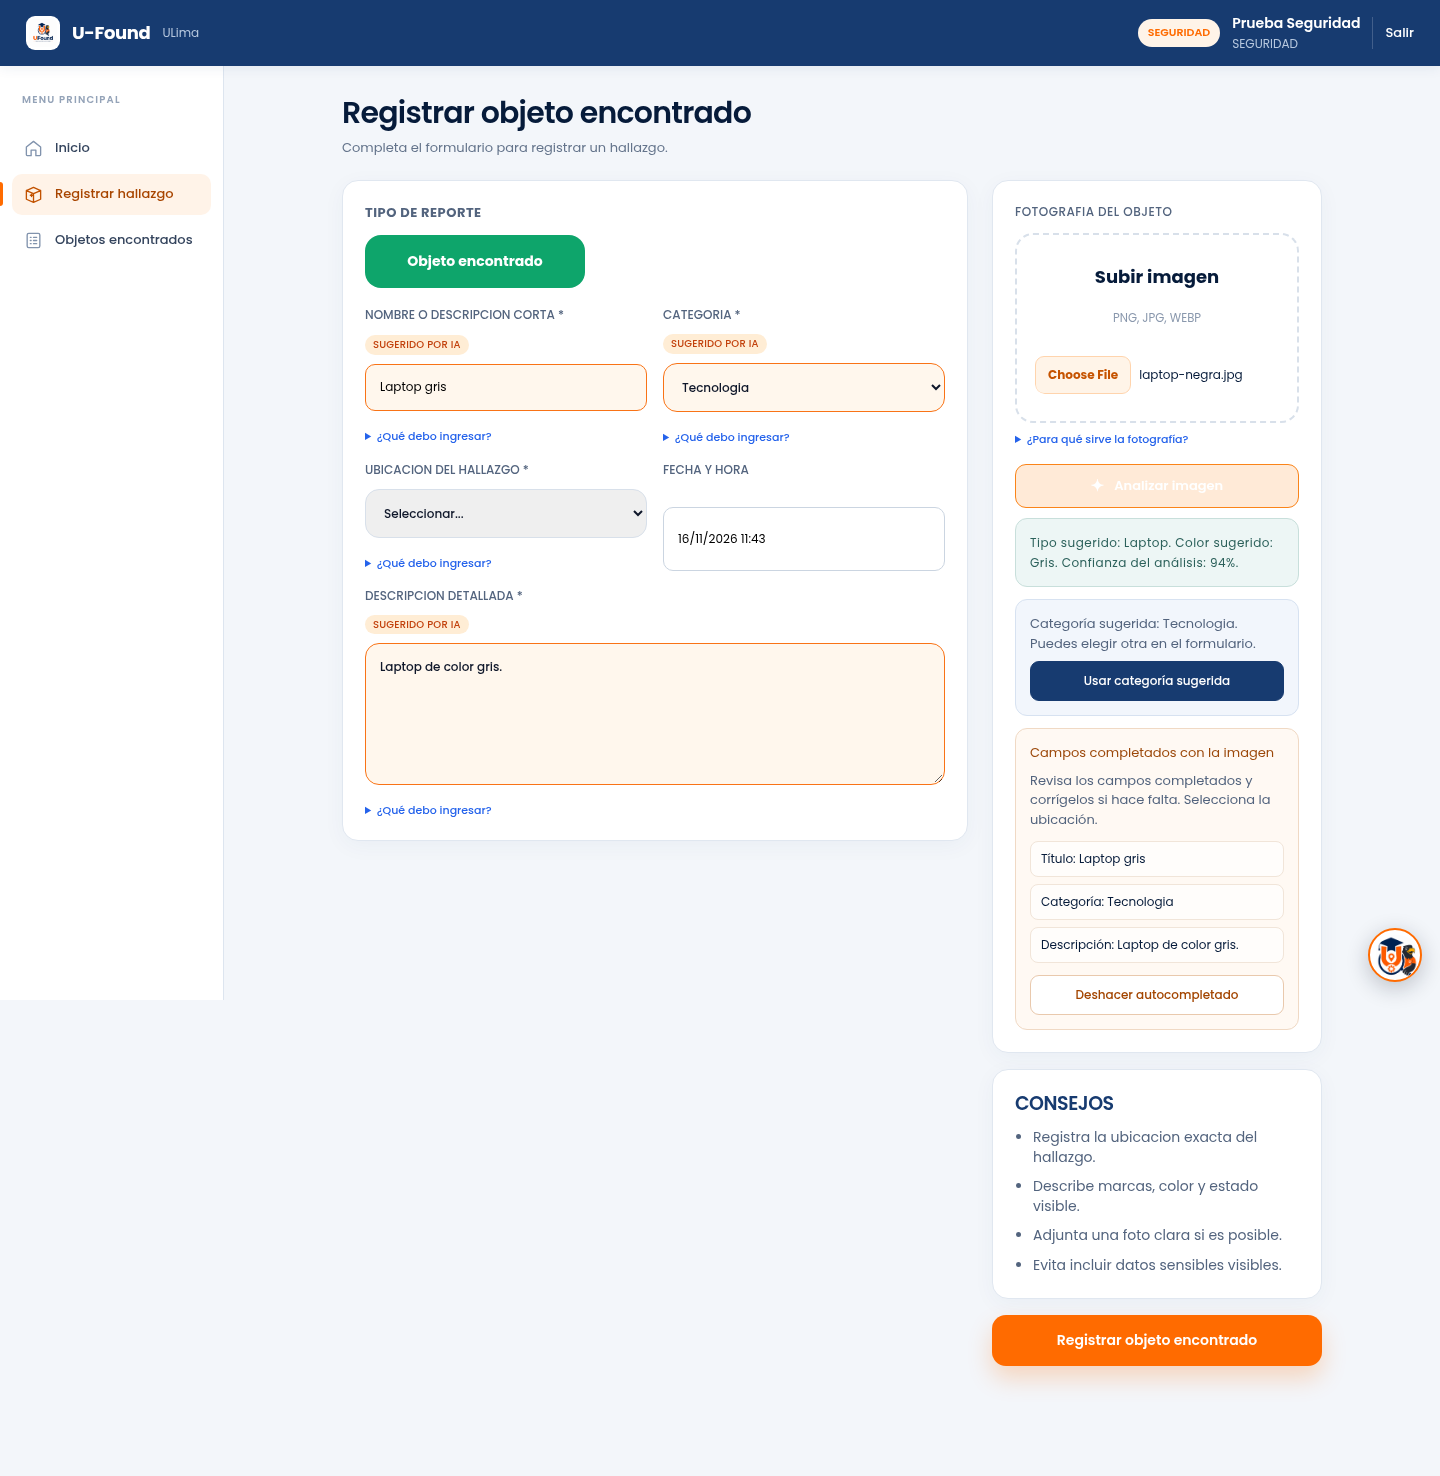 U-Found ULima
SEGURIDAD
Prueba Seguridad
SEGURIDAD
Salir
MENU PRINCIPAL
Inicio
Registrar hallazgo
Objetos encontrados
Registrar objeto encontrado
Completa el formulario para registrar un hallazgo.
TIPO DE REPORTE
Objeto encontrado
NOMBRE O DESCRIPCION CORTA *
SUGERIDO POR IA
Laptop gris
¿Qué debo ingresar?
CATEGORIA *
SUGERIDO POR IA
Tecnologia
¿Qué debo ingresar?
UBICACION DEL HALLAZGO *
Seleccionar...
¿Qué debo ingresar?
FECHA Y HORA
16/11/2026 11:43
DESCRIPCION DETALLADA *
SUGERIDO POR IA
Laptop de color gris.
¿Qué debo ingresar?
FOTOGRAFIA DEL OBJETO
Subir imagen
PNG, JPG, WEBP
Choose File laptop-negra.jpg
¿Para qué sirve la fotografía?
Analizar imagen
Tipo sugerido: Laptop. Color sugerido:
Gris. Confianza del análisis: 94%.
Categoría sugerida: Tecnologia.
Puedes elegir otra en el formulario.
Usar categoría sugerida
Campos completados con la imagen
Revisa los campos completados y
corrígelos si hace falta. Selecciona la
ubicación.
Título: Laptop gris
Categoría: Tecnologia
Descripción: Laptop de color gris.
Deshacer autocompletado
CONSEJOS
Registra la ubicacion exacta del
hallazgo.
Describe marcas, color y estado
visible.
Adjunta una foto clara si es posible.
Evita incluir datos sensibles visibles.
Registrar objeto encontrado